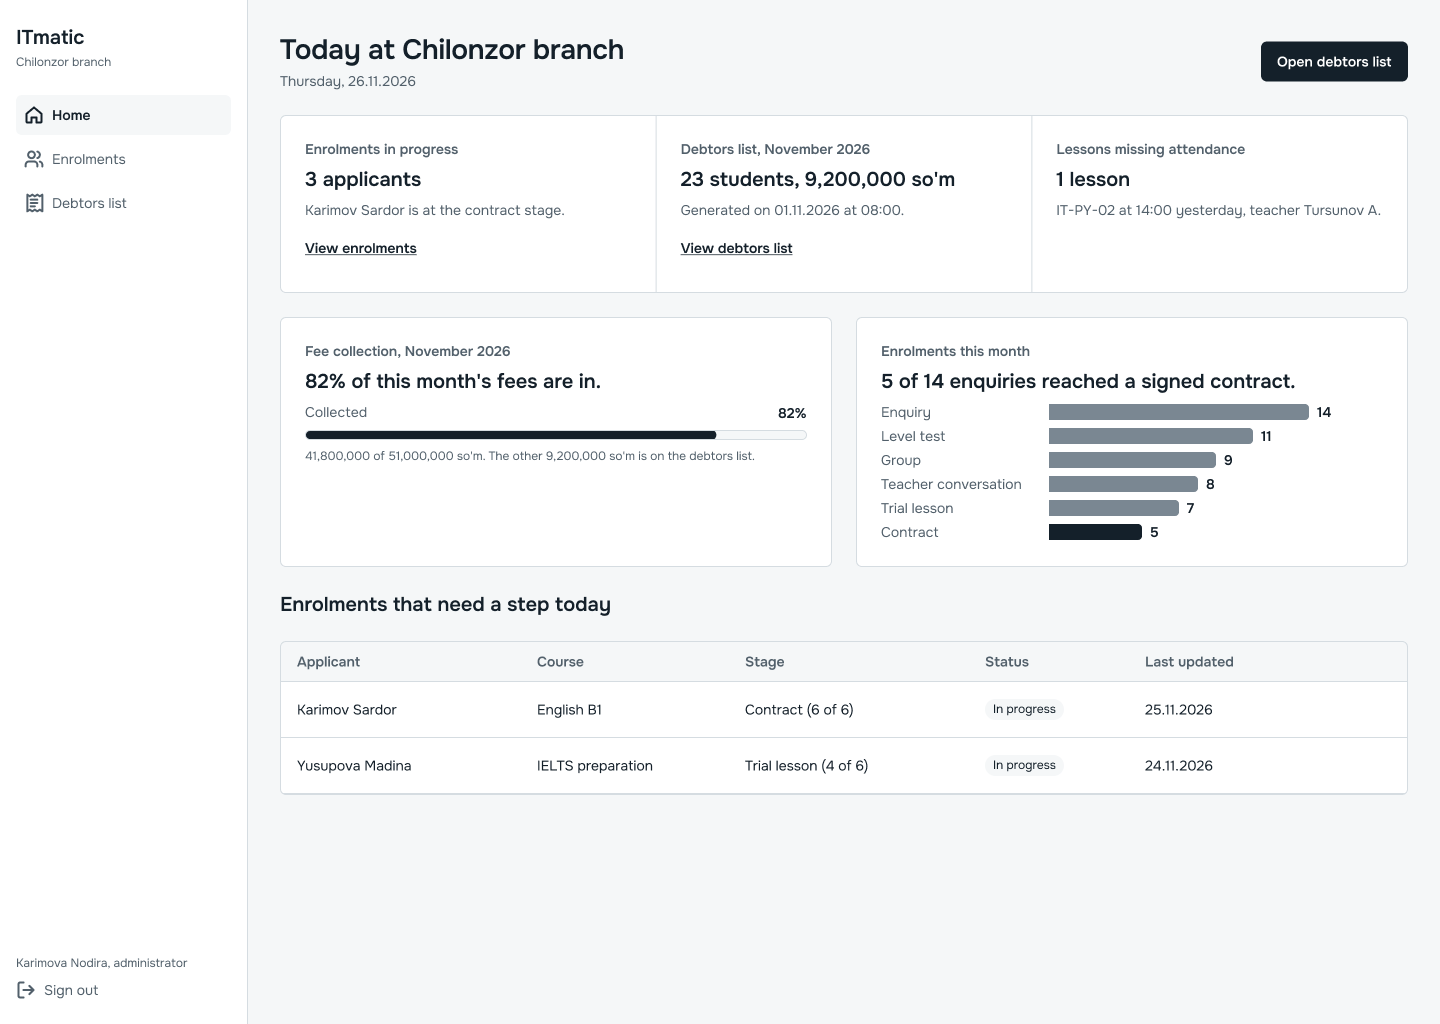 ITmatic
Chilonzor branch
Home
Enrolments
Debtors list
Karimova Nodira, administrator
Sign out
Today at Chilonzor branch
Thursday, 26.11.2026
Open debtors list
Enrolments in progress
3 applicants
Karimov Sardor is at the contract stage.
View enrolments
Debtors list, November 2026
23 students, 9,200,000 so'm
Generated on 01.11.2026 at 08:00.
View debtors list
Lessons missing attendance
1 lesson
IT-PY-02 at 14:00 yesterday, teacher Tursunov A.
Fee collection, November 2026
82% of this month's fees are in.
Collected 82%
41,800,000 of 51,000,000 so'm. The other 9,200,000 so'm is on the debtors list.
Enrolments this month
5 of 14 enquiries reached a signed contract.
Enquiry 14
Level test 11
Group 9
Teacher conversation 8
Trial lesson 7
Contract 5
Enrolments that need a step today
Applicant Course Stage Status Last updated
Karimov Sardor English B1 Contract (6 of 6) In progress 25.11.2026
Yusupova Madina IELTS preparation Trial lesson (4 of 6) In progress 24.11.2026